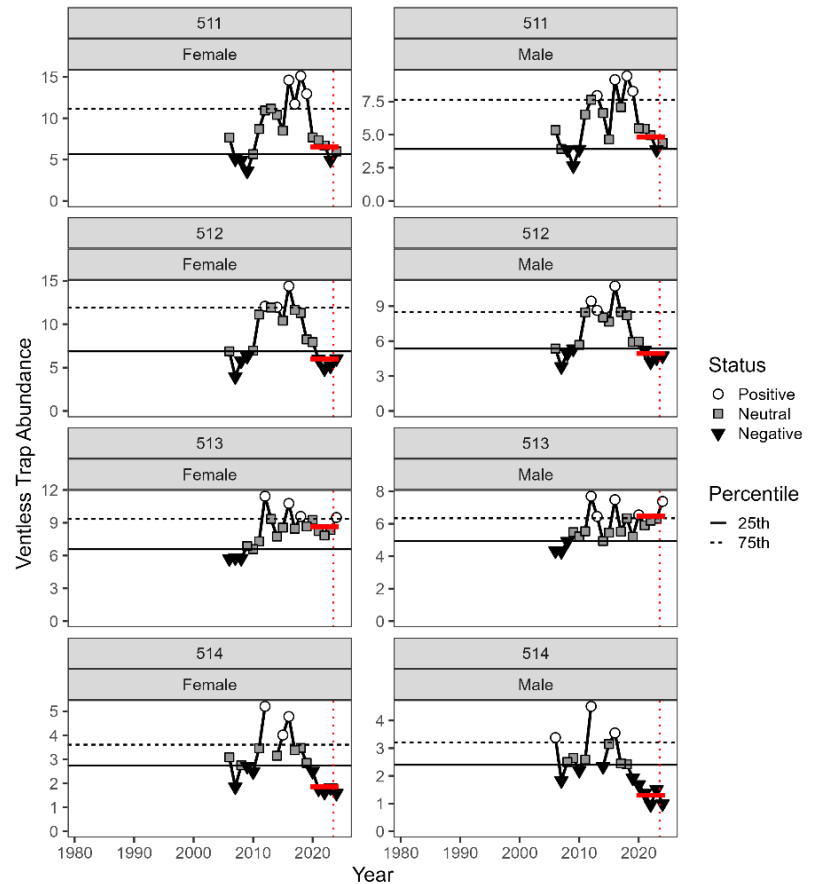 511
511
Female
Male
15
10
5
0
7.5
5.0
2.5
0.0
512
512
Female
Male
15
10
5
0
9
6
3
0
513
513
Female
Male
12
9
6
3
0
8
6
4
2
0
514
514
Female
Male
5
4
3
2
1
0
4
3
2
1
0
1980 1990 2000 2010 2020
1980 1990 2000 2010 2020
Year
Ventless Trap Abundance
Status
Positive
Neutral
Negative
Percentile
25th
75th